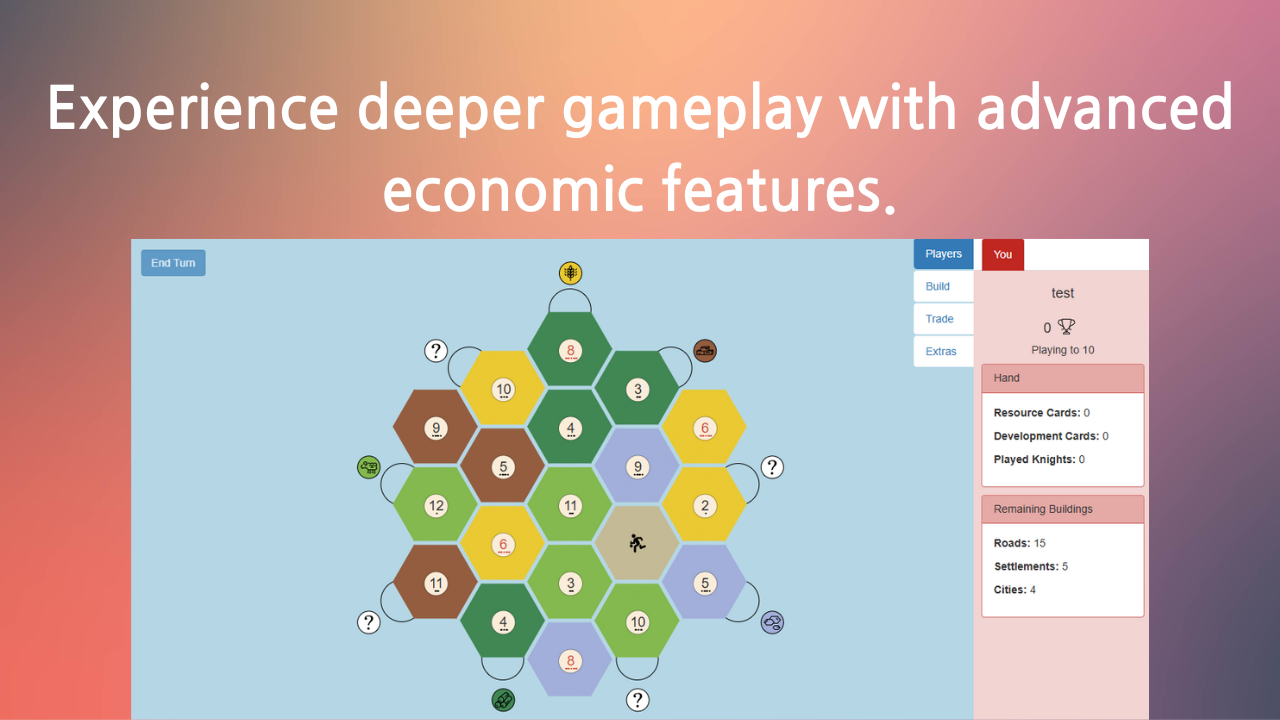 Experience deeper gameplay with advanced
economic features.
End Turn
Players
Build
Trade
Extras
You
test
0
Playing to 10
Hand
Resource Cards: 0
Development Cards: 0
Played Knights: 0
Remaining Buildings
Roads: 15
Settlements: 5
Cities: 4
?
8
10
3
9
4
6
5
9
?
12
11
2
6
11
3
5
?
4
10
8
?